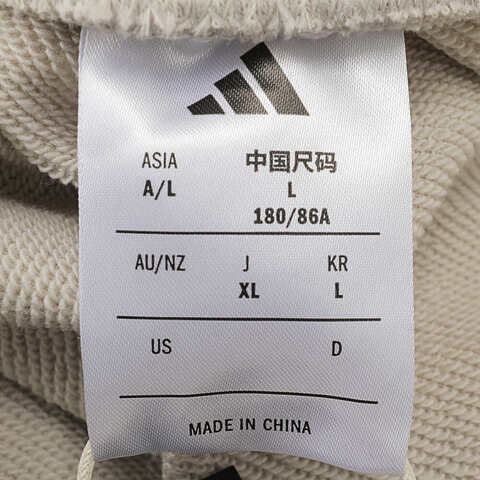 ASIA 中国尺码
A/L L
180/86A
AU/NZ J KR
XL L
US D
MADE IN CHINA